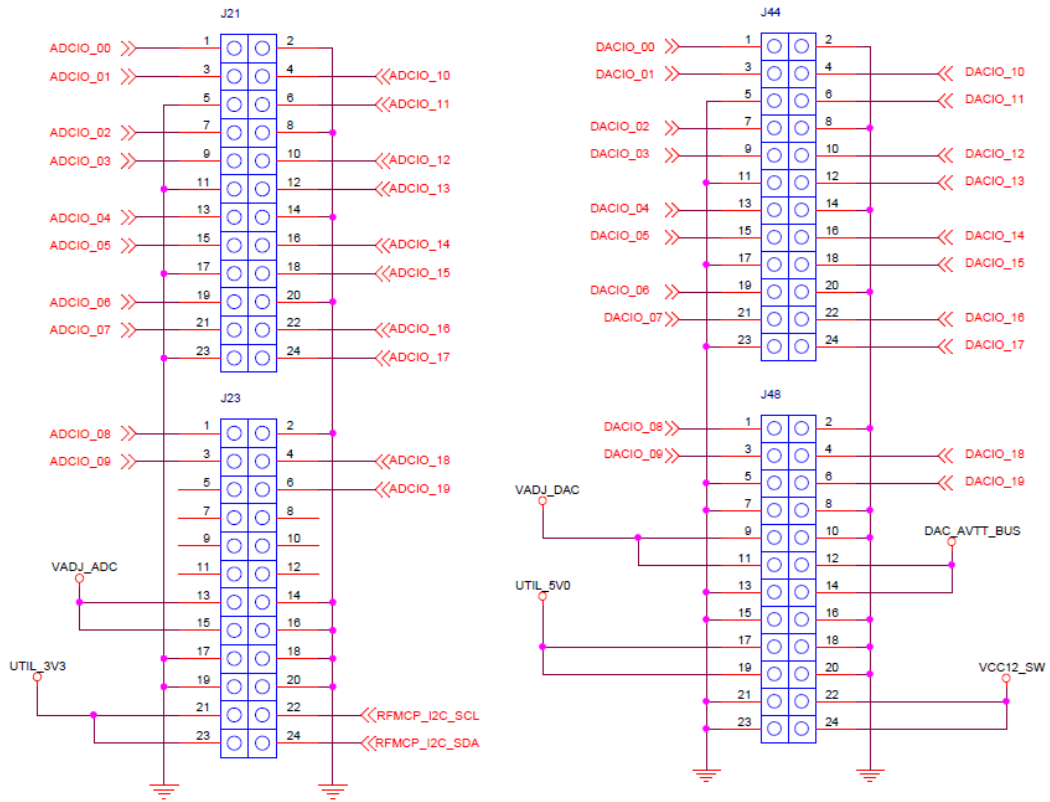 J21
ADCIO_00 1 2
ADCIO_01 3 4 ADCIO_10
5 6 ADCIO_11
ADCIO_02 7 8
ADCIO_03 9 10 ADCIO_12
11 12 ADCIO_13
ADCIO_04 13 14
ADCIO_05 15 16 ADCIO_14
17 18 ADCIO_15
ADCIO_06 19 20
ADCIO_07 21 22 ADCIO_16
23 24 ADCIO_17
J23
ADCIO_08 1 2
ADCIO_09 3 4 ADCIO_18
5 6 ADCIO_19
7 8
9 10
11 12
VADJ_ADC
13 14
15 16
17 18
UTIL_3V3
19 20
21 22 RFMCP_I2C_SCL
23 24 RFMCP_I2C_SDA
J44
DACIO_00 1 2
DACIO_01 3 4 DACIO_10
5 6 DACIO_11
DACIO_02 7 8
DACIO_03 9 10 DACIO_12
11 12 DACIO_13
DACIO_04 13 14
DACIO_05 15 16 DACIO_14
17 18 DACIO_15
DACIO_06 19 20
DACIO_07 21 22 DACIO_16
23 24 DACIO_17
J48
DACIO_08 1 2
DACIO_09 3 4 DACIO_18
5 6 DACIO_19
VADJ_DAC
7 8
9 10 DAC_AVTT_BUS
11 12
UTIL_5V0
13 14
15 16
17 18
19 20 VCC12_SW
21 22
23 24